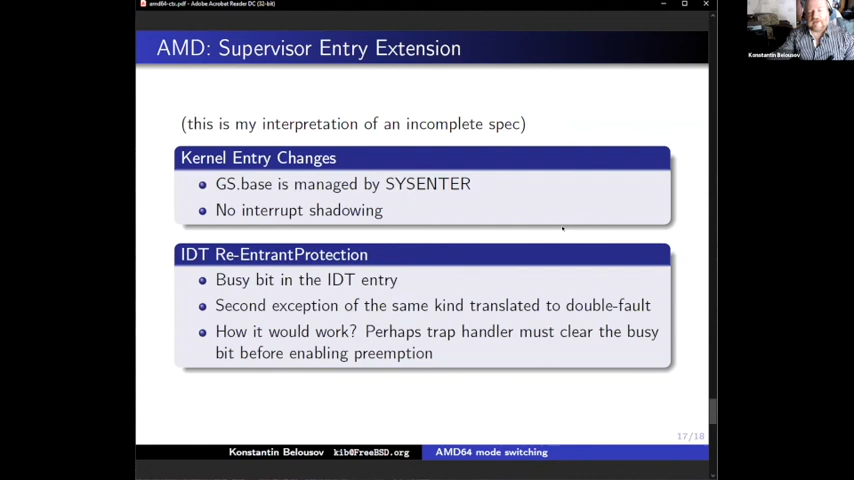 amd64-cts.pdf - Adobe Acrobat Reader DC (32-bit)
AMD: Supervisor Entry Extension
Konstantin Belousov
(this is my interpretation of an incomplete spec)
Kernel Entry Changes
GS.base is managed by SYSENTER
No interrupt shadowing
IDT Re-EntrantProtection
Busy bit in the IDT entry
Second exception of the same kind translated to double-fault
How it would work? Perhaps trap handler must clear the busy
bit before enabling preemption
17/18
Konstantin Belousov kib@FreeBSD.org AMD64 mode switching